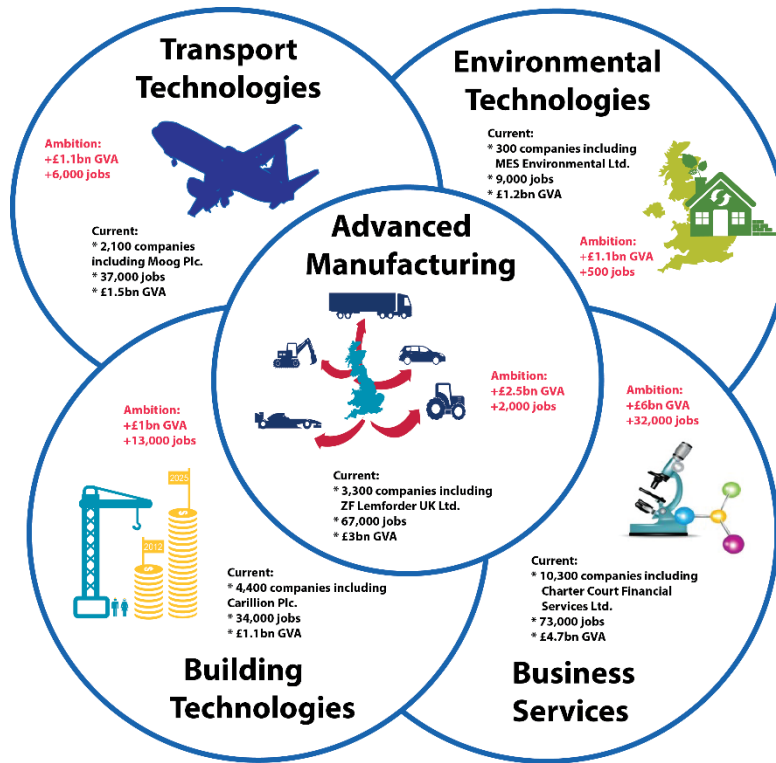 Transport
Technologies
Ambition:
+£1.1bn GVA
+6,000 jobs
Current:
* 2,100 companies
including Moog Plc.
* 37,000 jobs
* £1.5bn GVA
Environmental
Technologies
Current:
* 300 companies including
MES Environmental Ltd.
* 9,000 jobs
* £1.2bn GVA
Ambition:
+£1.1bn GVA
+500 jobs
Advanced
Manufacturing
Ambition:
+£2.5bn GVA
+2,000 jobs
Current:
* 3,300 companies including
ZF Lemforder UK Ltd.
* 67,000 jobs
* £3bn GVA
Ambition:
+£1bn GVA
+13,000 jobs
2025
2012
Current:
* 4,400 companies including
Carillion Plc.
* 34,000 jobs
* £1.1bn GVA
Building
Technologies
Ambition:
+£6bn GVA
+32,000 jobs
Current:
* 10,300 companies including
Charter Court Financial
Services Ltd.
* 73,000 jobs
* £4.7bn GVA
Business
Services